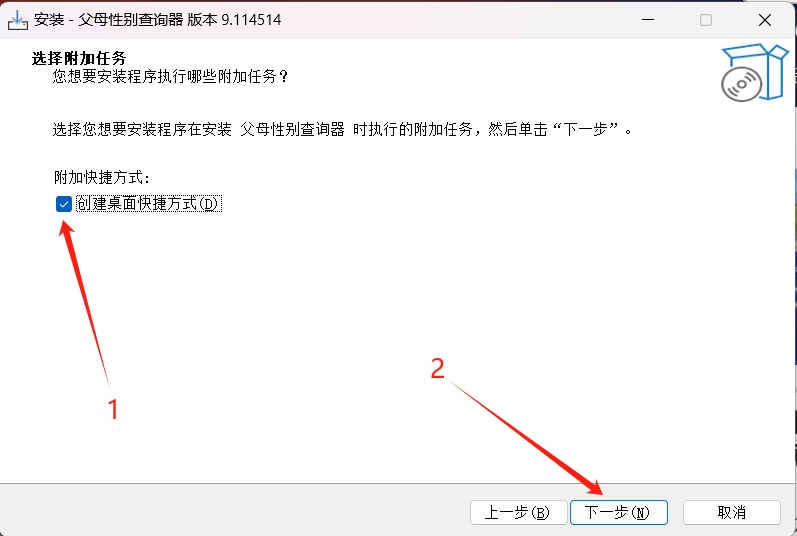 安装 - 父母性别查询器 版本 9.114514
选择附加任务
您想要安装程序执行哪些附加任务？
选择您想要安装程序在安装 父母性别查询器 时执行的附加任务，然后单击“下一步”。
附加快捷方式:
创建桌面快捷方式(D)
1
2
上一步(B)
下一步(N)
取消